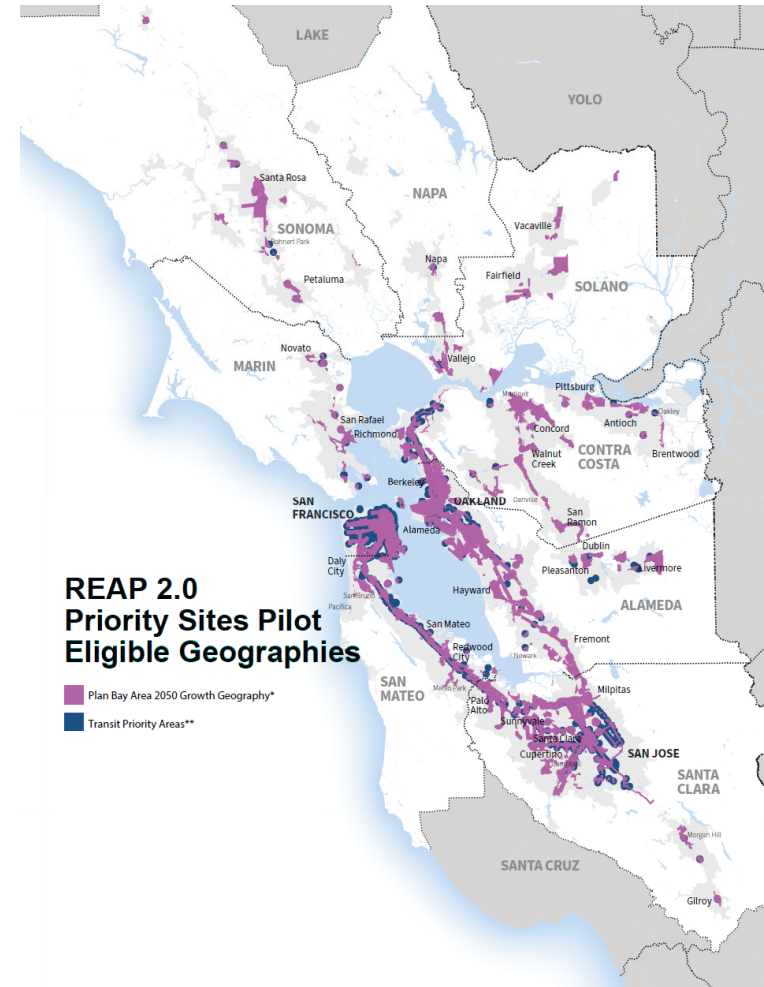 LAKE
YOLO
Santa Rosa
NAPA
Vacaville
SONOMA
Rohnert Park
Napa
Petaluma
Fairfield
SOLANO
Novato
Vallejo
MARIN
Pittsburg
Martinez
Oakley
San Rafael
Antioch
Richmond
Concord
CONTRA
COSTA
Walnut
Creek
Brentwood
Berkeley
SAN
FRANCISCO
OAKLAND
Danville
San
Ramon
Alameda
Dublin
Daly
City
Pleasanton
Livermore
REAP 2.0
Priority Sites Pilot
Eligible Geographies
San Bruno
Hayward
Pacifica
ALAMEDA
San Mateo
Fremont
Redwood
City
Newark
SAN
MATEO
Menlo Park
Milpitas
Plan Bay Area 2050 Growth Geography*
Palo
Alto
Transit Priority Areas**
Sunnyvale
Santa Clara
Cupertino
SAN JOSE
Campbell
SANTA
CLARA
Morgan Hill
SANTA CRUZ
Gilroy